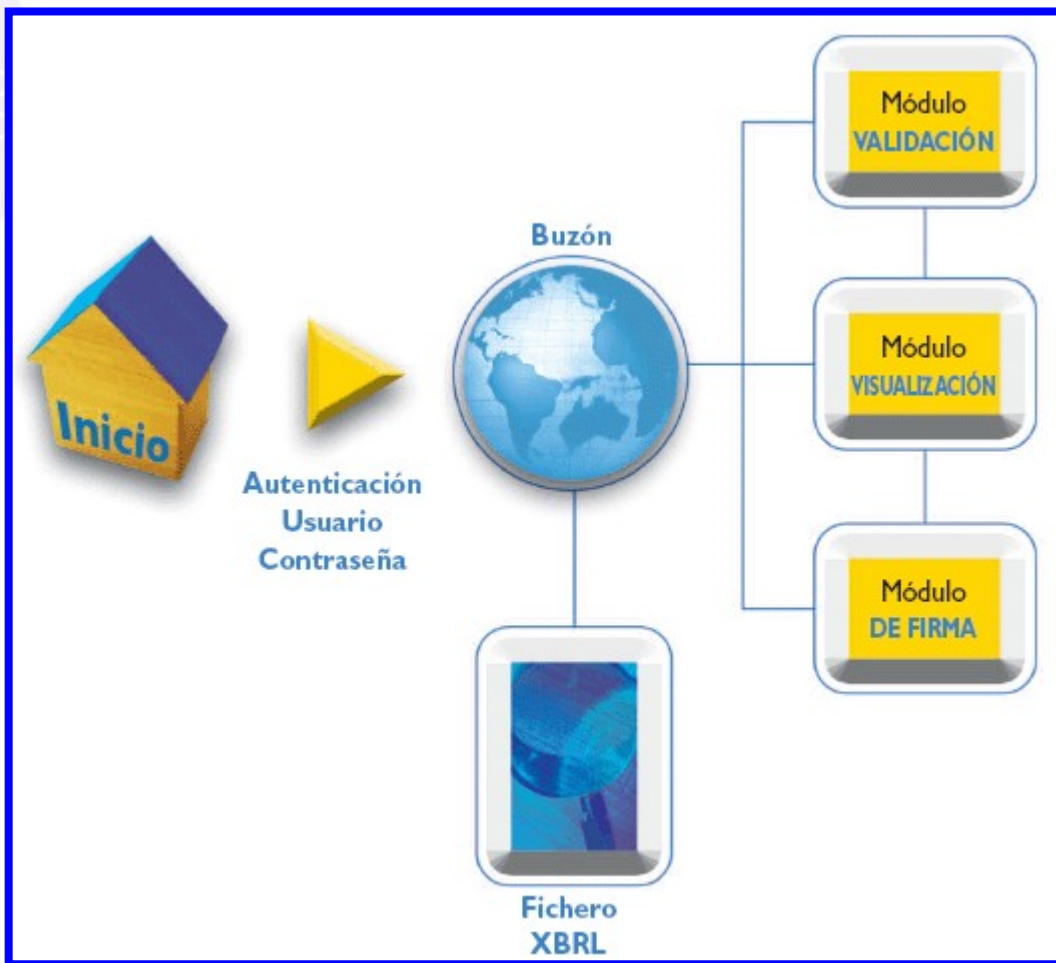 Módulo
VALIDACIÓN
Buzón
Inicio
Módulo
VISUALIZACIÓN
Autenticación
Usuario
Contraseña
Módulo
DE FIRMA
Fichero
XBRL